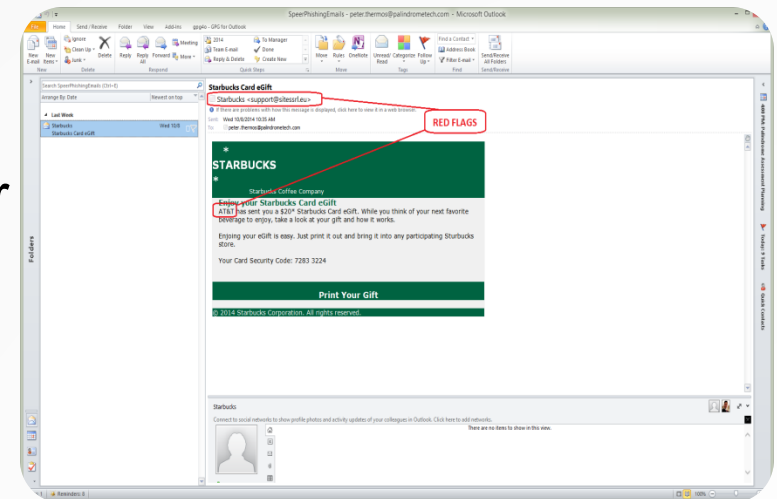 SpeerPhishingEmails - peter.thermos@palindrometech.com - Microsoft Outlook
File Home Send / Receive Folder View Add-Ins gpg4o - GPG for Outlook
New E-mail
New Items
Ignore
Clean Up
Junk
Delete
Reply
Reply All
Forward
Meeting
More
2014
Team E-mail
Reply & Delete
To Manager
Done
Create New
Move
Rules
OneNote
Unread/ Read
Categorize
Follow Up
Find a Contact
Address Book
Filter E-mail
Send/Receive All Folders
New Delete Respond Quick Steps Move Tags Find Send/Receive
Search SpeerPhishingEmails (Ctrl+E)
Arrange By: Date Newest on top
Last Week
Starbucks Wed 10/8
Starbucks Card eGift
Starbucks Card eGift
Starbucks <support@sitessrl.eu>
If there are problems with how this message is displayed, click here to view it in a web browser.
Sent: Wed 10/8/2014 10:35 AM
To: peter.thermos@palindrometech.com
RED FLAGS
*
STARBUCKS
*
Starbucks Coffee Company
Enjoy your Starbucks Card eGift
AT&T has sent you a $20* Starbucks Card eGift. While you think of your next favorite
beverage to enjoy, take a look at your gift and how it works.
Enjoing your eGift is easy. Just print it out and bring it into any participating Sturbucks
store.
Your Card Security Code: 7283 3224
Print Your Gift
© 2014 Starbucks Corporation. All rights reserved.
Starbucks
Connect to social networks to show profile photos and activity updates of your colleagues in Outlook. Click here to add networks.
There are no items to show in this view.
Folders
Today: 9 Tasks
Quick Contacts
Reminders: 8
100%
r